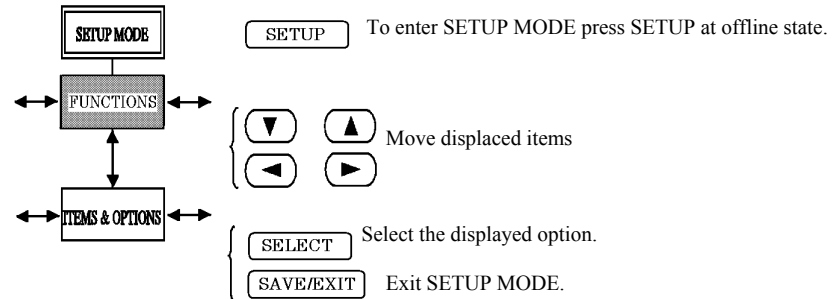 SETUP MODE
SETUP To enter SETUP MODE press SETUP at offline state.
FUNCTIONS
Move displaced items
ITEMS & OPTIONS
SELECT Select the displayed option.
SAVE/EXIT Exit SETUP MODE.